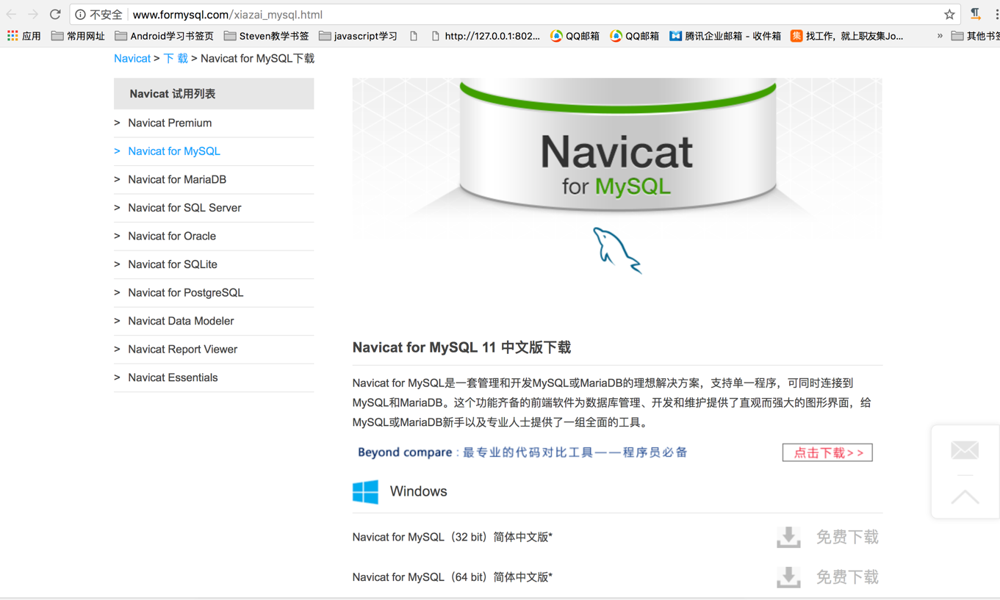 不安全 www.formysql.com/xiazai_mysql.html
应用 常用网址 Android学习书签页 Steven教学书签 javascript学习 http://127.0.0.1:802... QQ邮箱 QQ邮箱 腾讯企业邮箱 - 收件箱 集 找工作，就上职友集Jo... » 其他书签
Navicat > 下 载 > Navicat for MySQL下载
Navicat 试用列表
> Navicat Premium
> Navicat for MySQL
> Navicat for MariaDB
> Navicat for SQL Server
> Navicat for Oracle
> Navicat for SQLite
> Navicat for PostgreSQL
> Navicat Data Modeler
> Navicat Report Viewer
> Navicat Essentials
Navicat
for MySQL
Navicat for MySQL 11 中文版下载
Navicat for MySQL是一套管理和开发MySQL或MariaDB的理想解决方案，支持单一程序，可同时连接到
MySQL和MariaDB。这个功能齐备的前端软件为数据库管理、开发和维护提供了直观而强大的图形界面，给
MySQL或MariaDB新手以及专业人士提供了一组全面的工具。
Beyond compare：最专业的代码对比工具——程序员必备 点击下载>>
Windows
Navicat for MySQL（32 bit）简体中文版* 免费下载
Navicat for MySQL（64 bit）简体中文版* 免费下载